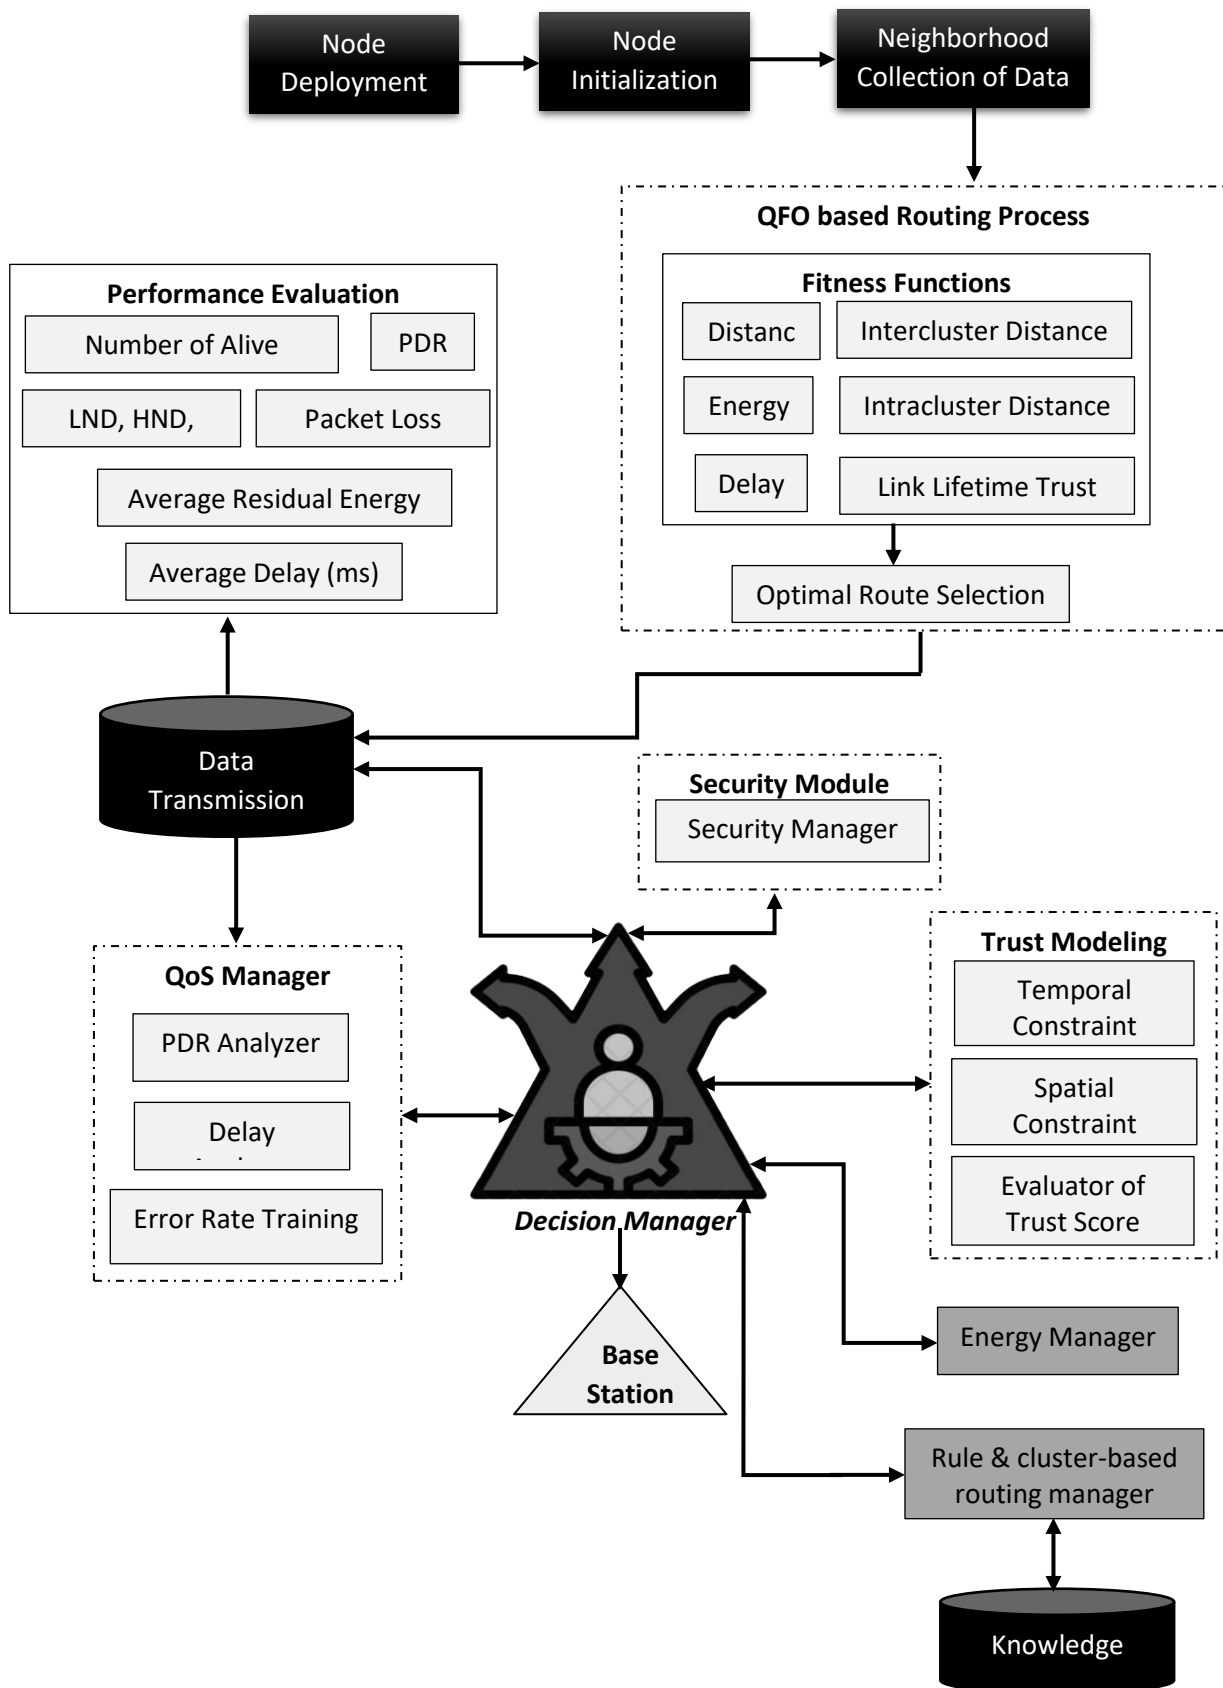 Node
Deployment
Node
Initialization
Neighborhood
Collection of Data
QFO based Routing Process
Fitness Functions
Distanc
Intercluster Distance
Energy
Intracluster Distance
Delay
Link Lifetime Trust
Optimal Route Selection
Performance Evaluation
Number of Alive
PDR
LND, HND,
Packet Loss
Average Residual Energy
Average Delay (ms)
Data
Transmission
Security Module
Security Manager
QoS Manager
PDR Analyzer
Delay
Error Rate Training
Trust Modeling
Temporal
Constraint
Spatial
Constraint
Evaluator of
Trust Score
Decision Manager
Base
Station
Energy Manager
Rule & cluster-based
routing manager
Knowledge